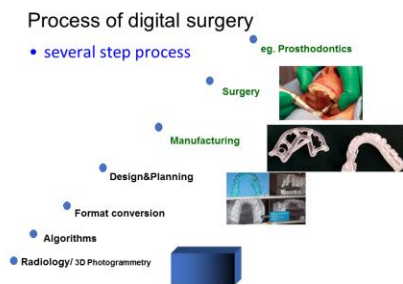 Process of digital surgery
• several step process
eg. Prosthodontics
Surgery
Manufacturing
Design&Planning
Format conversion
Algorithms
Radiology/ 3D Photogrammetry